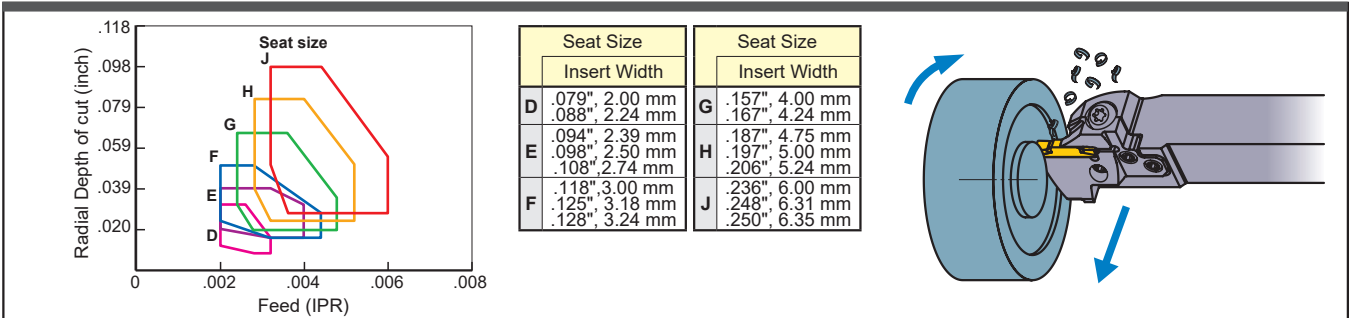 .118
.098
.079
.059
.039
.020
Radial Depth of cut (inch)
Seat size
J
H
G
F
E
D
0
.002
.004
.006
.008
Feed (IPR)
Seat Size
Insert Width
D
.079", 2.00 mm
.088", 2.24 mm
E
.094", 2.39 mm
.098", 2.50 mm
.108",2.74 mm
F
.118",3.00 mm
.125", 3.18 mm
.128", 3.24 mm
Seat Size
Insert Width
G
.157", 4.00 mm
.167", 4.24 mm
H
.187", 4.75 mm
.197", 5.00 mm
.206", 5.24 mm
J
.236", 6.00 mm
.248", 6.31 mm
.250", 6.35 mm